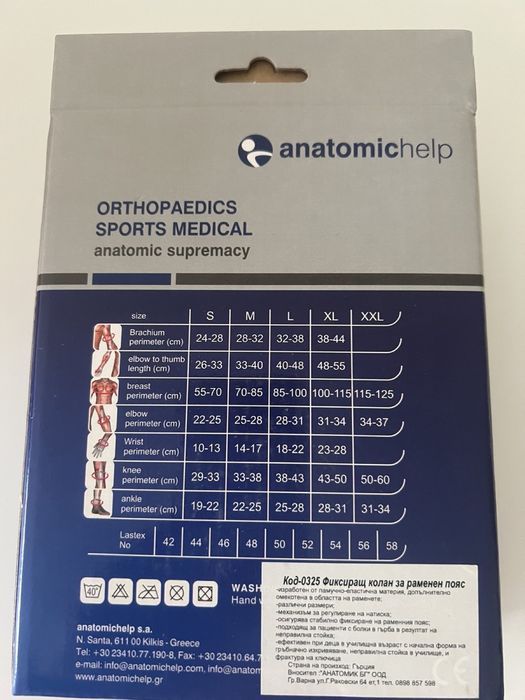 anatomichelp
ORTHOPAEDICS
SPORTS MEDICAL
anatomic supremacy
size S M L XL XXL
Brachium perimeter (cm) 24-28 28-32 32-38 38-44
elbow to thumb length (cm) 26-33 33-40 40-48 48-55
breast perimeter (cm) 55-70 70-85 85-100 100-115 115-125
elbow perimeter (cm) 22-25 25-28 28-31 31-34 34-37
Wrist perimeter (cm) 10-13 14-17 18-22 23-28
knee perimeter (cm) 29-33 33-38 38-43 43-50 50-60
ankle perimeter (cm) 19-22 22-25 25-28 28-31 31-34
Lastex No 42 44 46 48 50 52 54 56 58
40°
WASH
Hand w
anatomichelp s.a.
N. Santa, 611 00 Kilkis - Greece
Tel: +30 23410.77.190-8, Fax: +30 23410.64.7
e-mail: info@anatomichelp.com, info@anatom
www.anatomichelp.gr
Код-0325 Фиксиращ колан за раменен пояс
-изработен от памучно-еластична материя, допълнително
омекотена в областта на раменете;
-различни размери;
-механизъм за регулиране на натиска;
-осигурява стабилно фиксиране на раменния пояс;
-подходящ за пациенти с болки в гърба в резултат на
неправилна стойка;
-ефективен при деца в училищна възраст с начална форма на
гръбначно изкривяване, неправилна стойка в училище, и
фрактура на ключица
Страна на произход: Гърция
Вносител :"АНАТОМИК БГ" ООД
Гр.Варна ул.Г.Раковски 64 ет,1 тел. 0898 857 598
CE